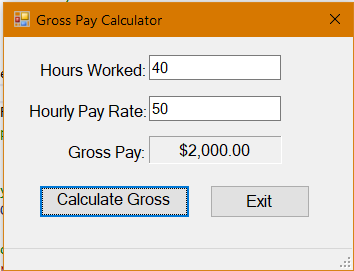 Gross Pay Calculator
Hours Worked: 40
Hourly Pay Rate: 50
Gross Pay: $2,000.00
Calculate Gross Exit